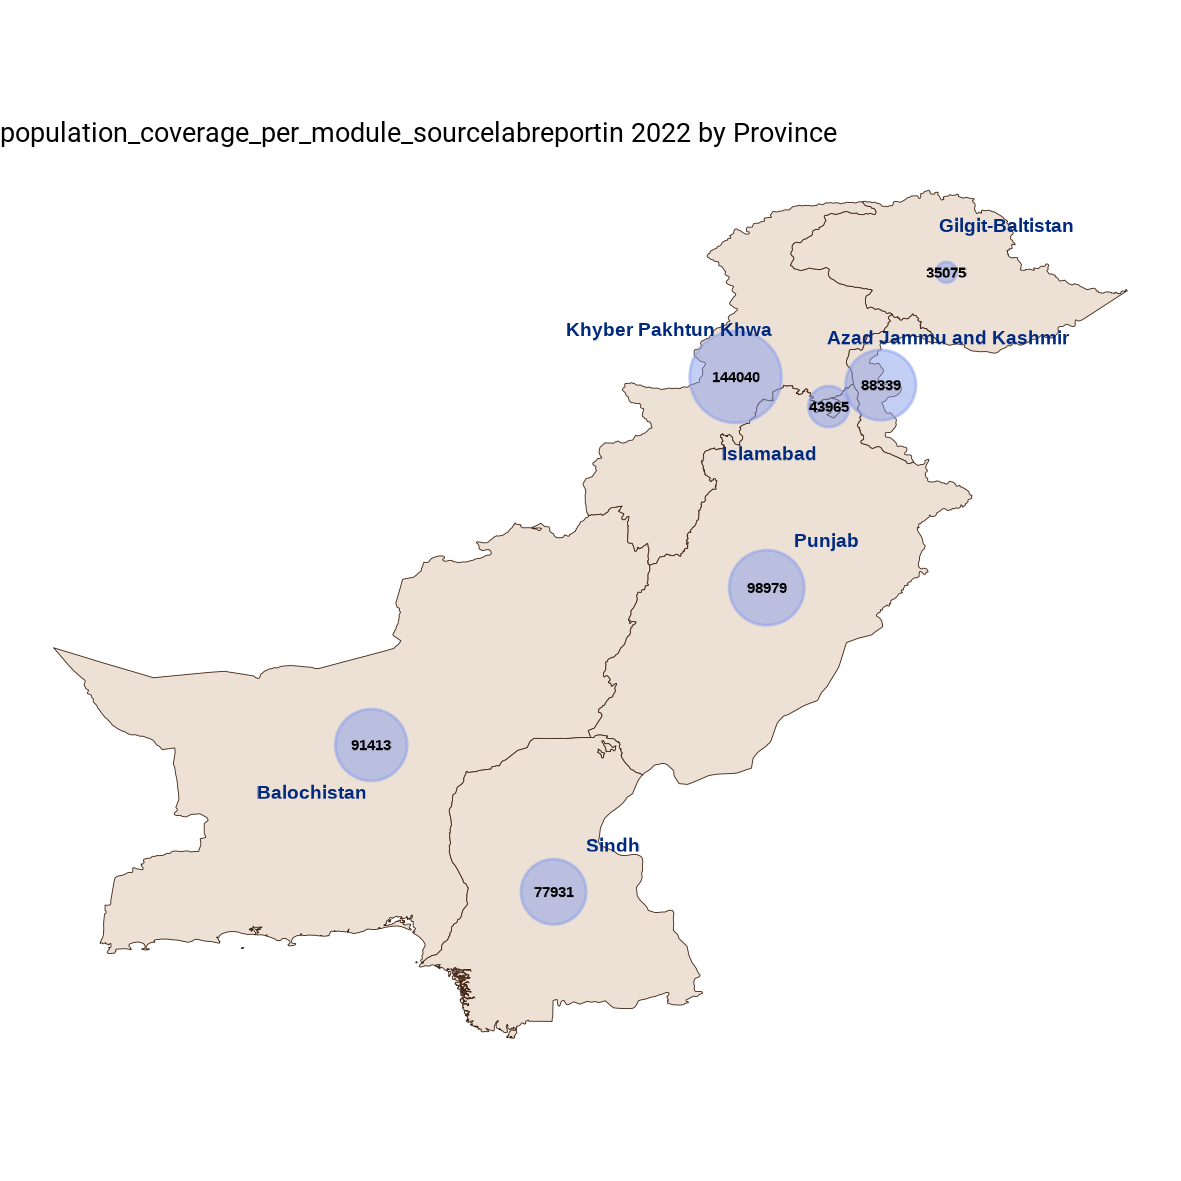 population_coverage_per_module_sourcelabreportin 2022 by Province
Gilgit-Baltistan
35075
Khyber Pakhtun Khwa
Azad Jammu and Kashmir
144040
88339
43965
Islamabad
Punjab
98979
91413
Balochistan
Sindh
77931